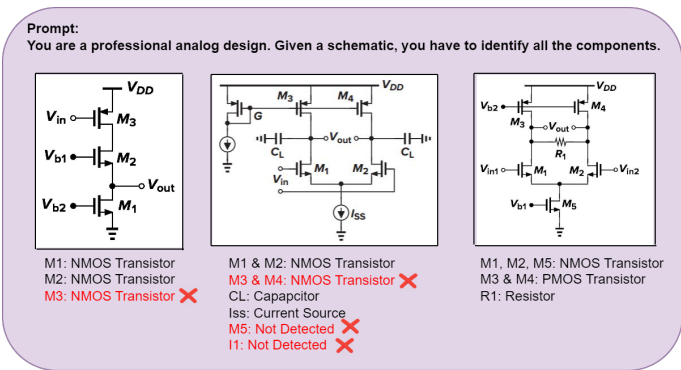 Prompt:
You are a professional analog design. Given a schematic, you have to identify all the components.
VDD
Vin
M3
Vb1
M2
Vout
Vb2
M1
M1: NMOS Transistor
M2: NMOS Transistor
M3: NMOS Transistor
VDD
M3
M4
G
Vout
CL
CL
M1
M2
Vin
ISS
M1 & M2: NMOS Transistor
M3 & M4: NMOS Transistor
CL: Capapcitor
Iss: Current Source
M5: Not Detected
I1: Not Detected
VDD
Vb2
M4
M3
Vout
R1
Vin1
M1
M2
Vin2
Vb1
M5
M1, M2, M5: NMOS Transistor
M3 & M4: PMOS Transistor
R1: Resistor